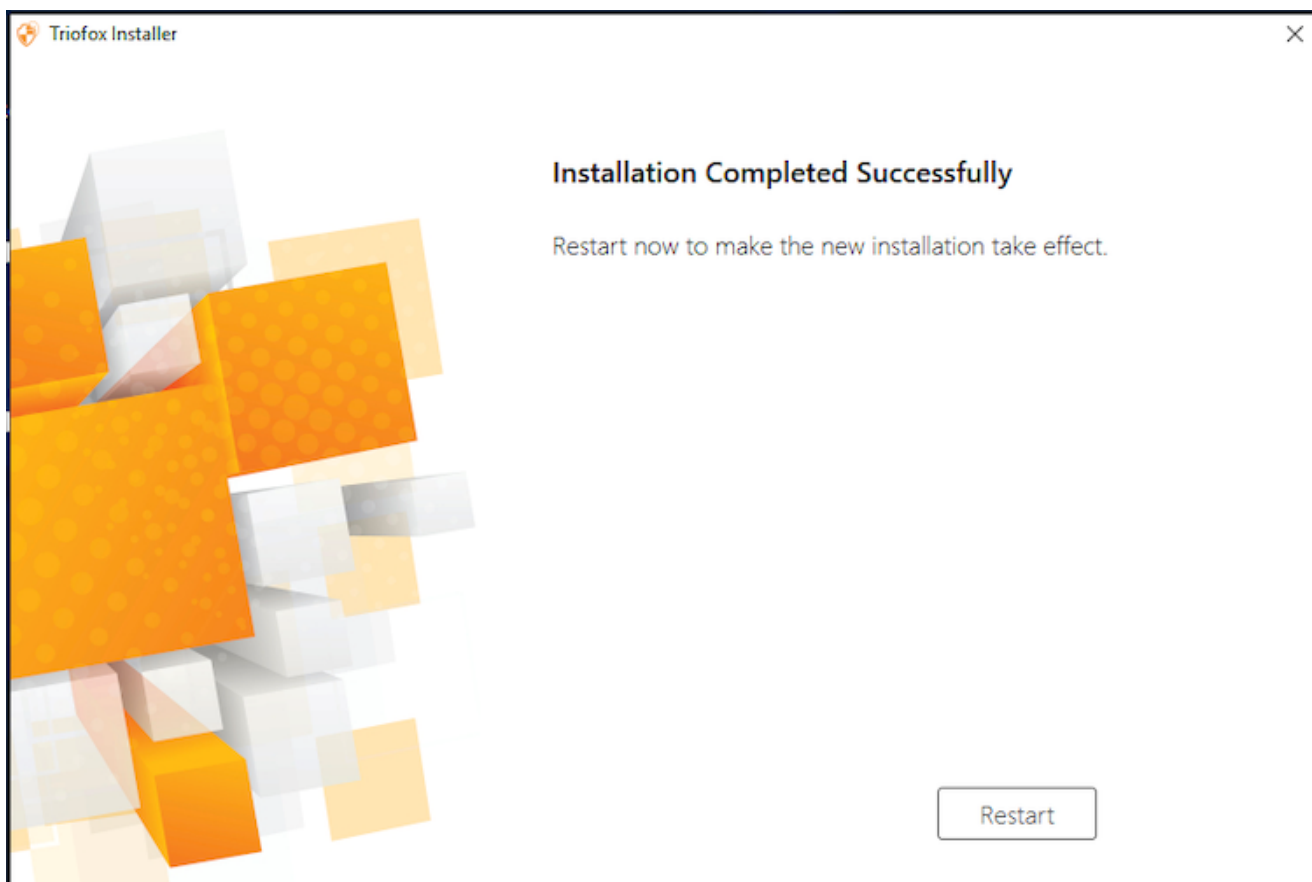 Triofox Installer
Installation Completed Successfully
Restart now to make the new installation take effect.
Restart